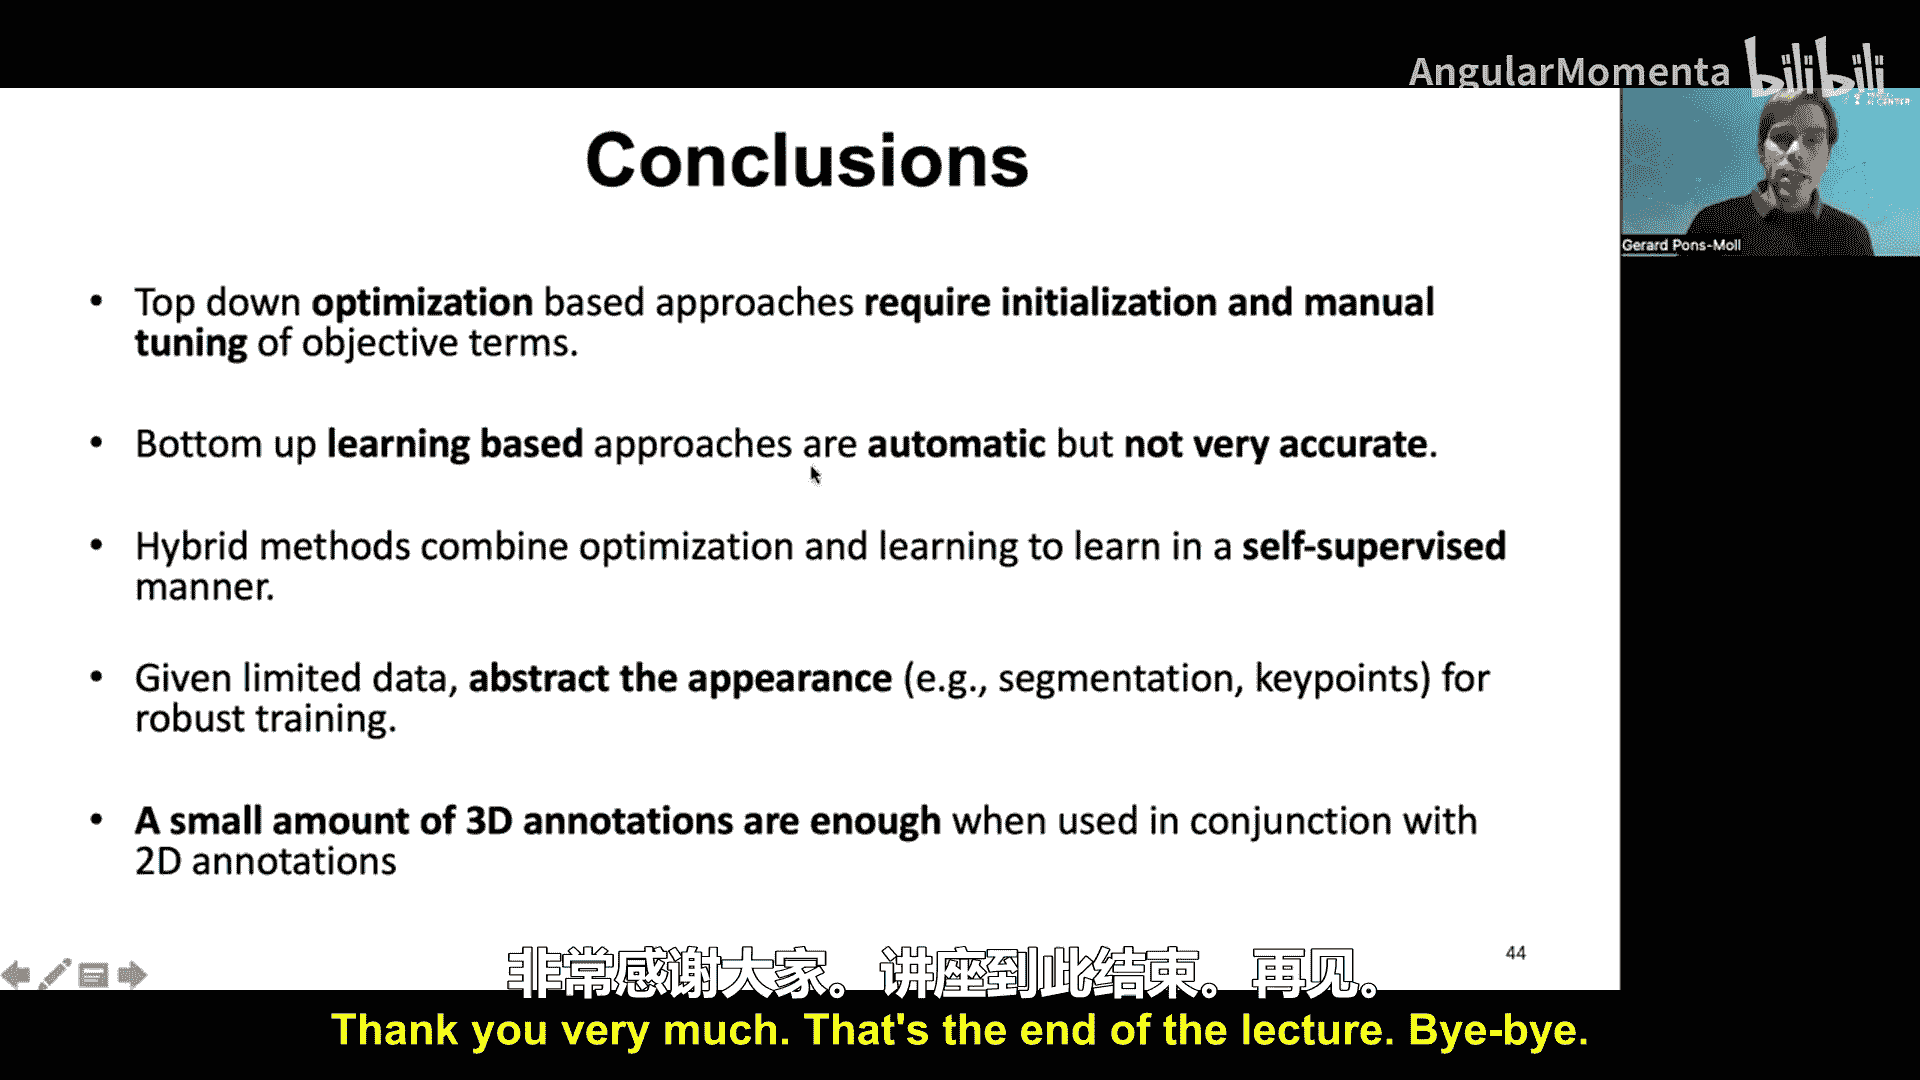 AngularMomenta bilibili
Conclusions
Gerard Pons-Moll
• Top down optimization based approaches require initialization and manual
tuning of objective terms.
• Bottom up learning based approaches are automatic but not very accurate.
• Hybrid methods combine optimization and learning to learn in a self-supervised
manner.
• Given limited data, abstract the appearance (e.g., segmentation, keypoints) for
robust training.
• A small amount of 3D annotations are enough when used in conjunction with
2D annotations
44
非常感谢大家。讲座到此结束。再见。
Thank you very much. That's the end of the lecture. Bye-bye.